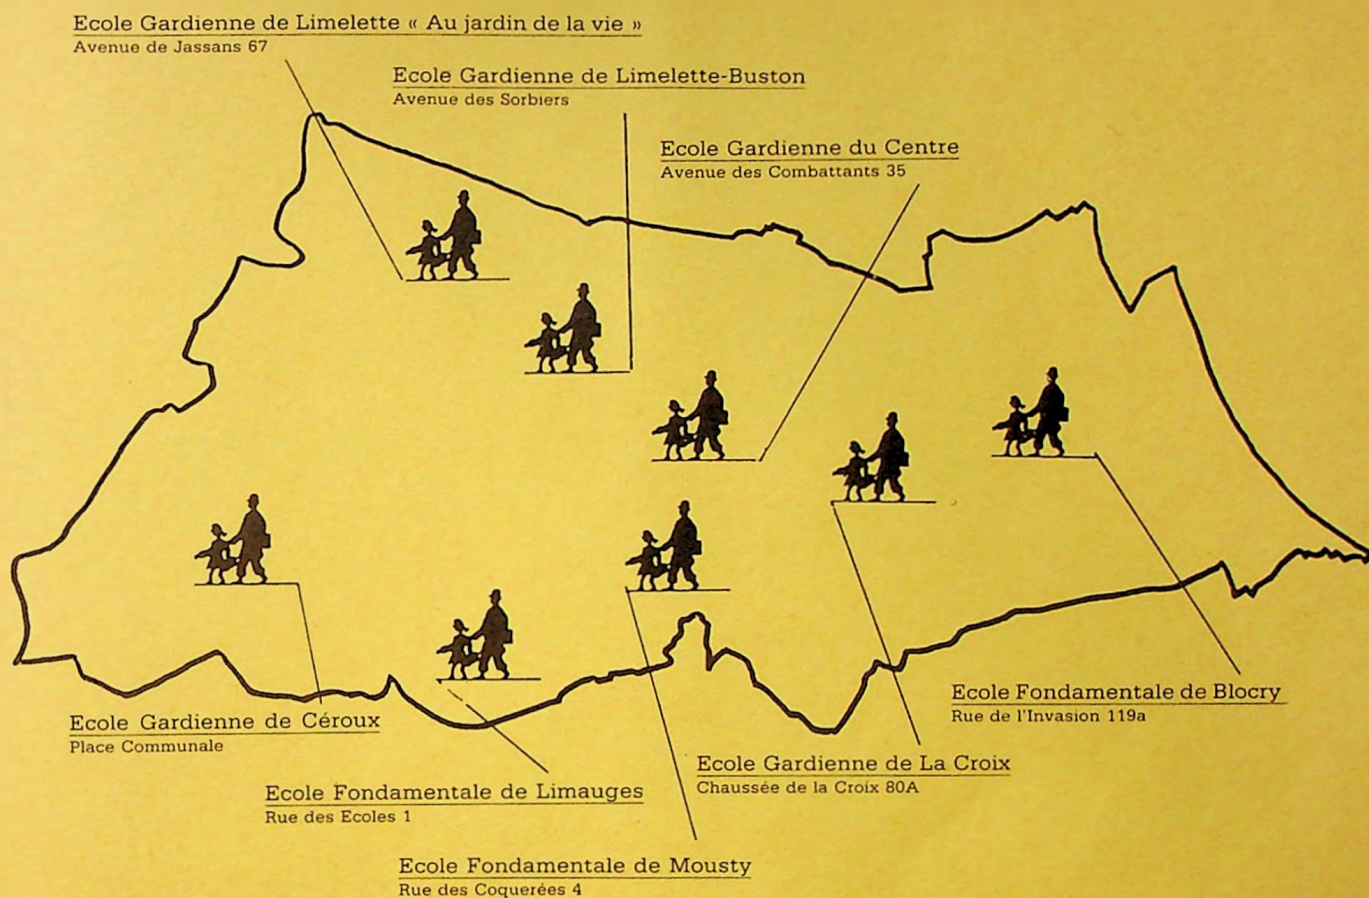 Ecole Gardienne de Limelette « Au jardin de la vie »
Avenue de Jassans 67
Ecole Gardienne de Limelette-Buston
Avenue des Sorbiers
Ecole Gardienne du Centre
Avenue des Combattants 35
Ecole Gardienne de Céroux
Place Communale
Ecole Fondamentale de Limauges
Rue des Ecoles 1
Ecole Fondamentale de Mousty
Rue des Coquerées 4
Ecole Gardienne de La Croix
Chaussée de la Croix 80A
Ecole Fondamentale de Blocry
Rue de l'Invasion 119a